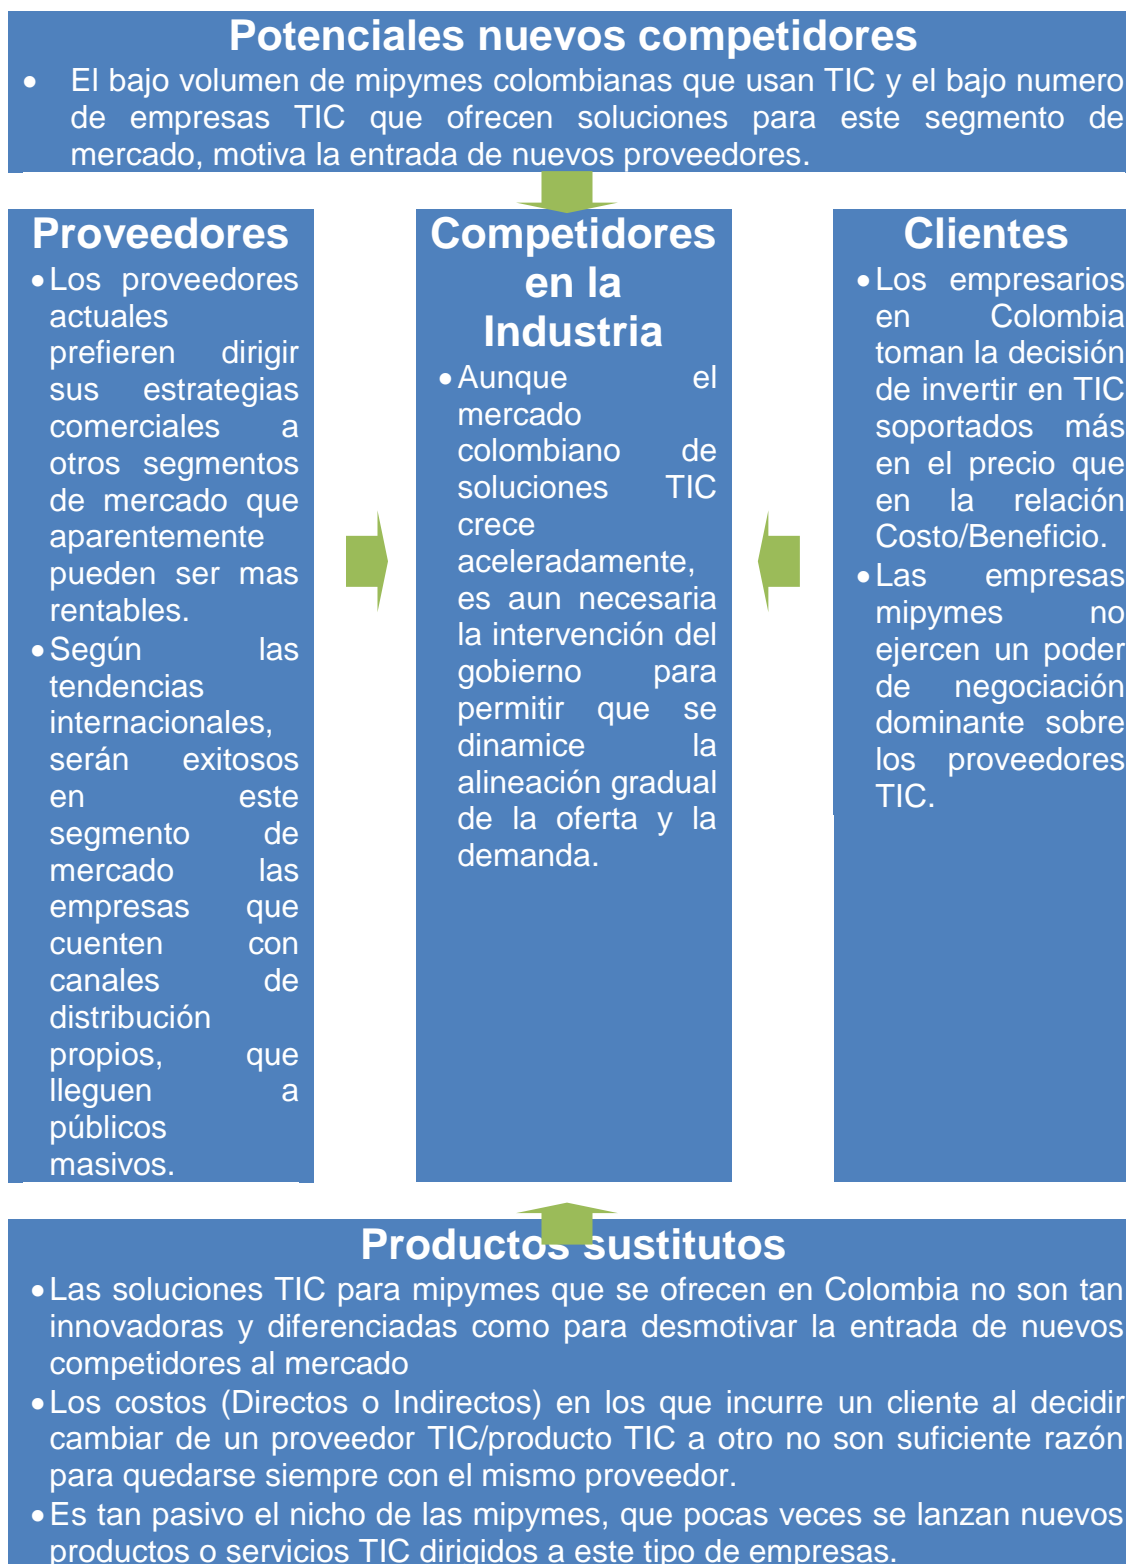 Potenciales nuevos competidores
• El bajo volumen de mipymes colombianas que usan TIC y el bajo numero
de empresas TIC que ofrecen soluciones para este segmento de
mercado, motiva la entrada de nuevos proveedores.
Proveedores
• Los proveedores
actuales
prefieren dirigir
sus estrategias
comerciales a
otros segmentos
de mercado que
aparentemente
pueden ser mas
rentables.
• Según las
tendencias
internacionales,
serán exitosos
en este
segmento de
mercado las
empresas que
cuenten con
canales de
distribución
propios, que
lleguen a
públicos
masivos.
Competidores
en la
Industria
• Aunque el
mercado
colombiano de
soluciones TIC
crece
aceleradamente,
es aun necesaria
la intervención del
gobierno para
permitir que se
dinamice la
alineación gradual
de la oferta y la
demanda.
Clientes
• Los empresarios
en Colombia
toman la decisión
de invertir en TIC
soportados más
en el precio que
en la relación
Costo/Beneficio.
• Las empresas
mipymes no
ejercen un poder
de negociación
dominante sobre
los proveedores
TIC.
Productos sustitutos
• Las soluciones TIC para mipymes que se ofrecen en Colombia no son tan
innovadoras y diferenciadas como para desmotivar la entrada de nuevos
competidores al mercado
• Los costos (Directos o Indirectos) en los que incurre un cliente al decidir
cambiar de un proveedor TIC/producto TIC a otro no son suficiente razón
para quedarse siempre con el mismo proveedor.
• Es tan pasivo el nicho de las mipymes, que pocas veces se lanzan nuevos
productos o servicios TIC dirigidos a este tipo de empresas.